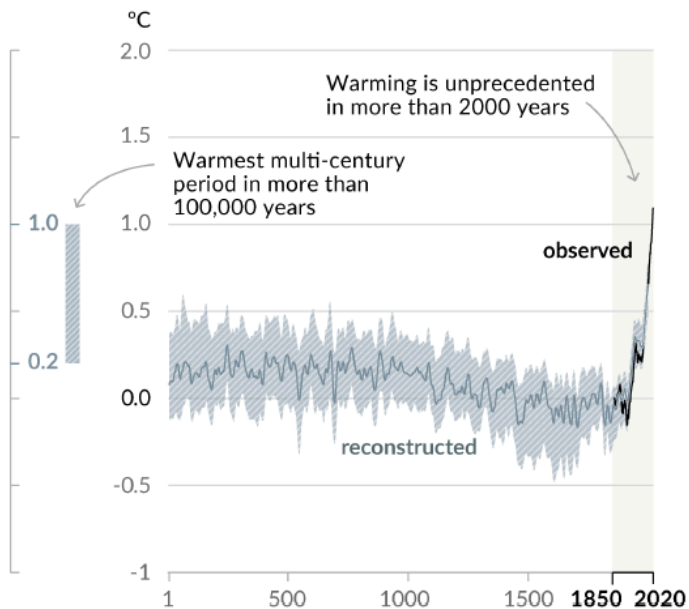 ºC
2.0
Warming is unprecedented
in more than 2000 years
1.5
Warmest multi-century
period in more than
100,000 years
1.0
1.0
observed
0.5
0.2
0.0
reconstructed
-0.5
-1
1 500 1000 1500 1850 2020